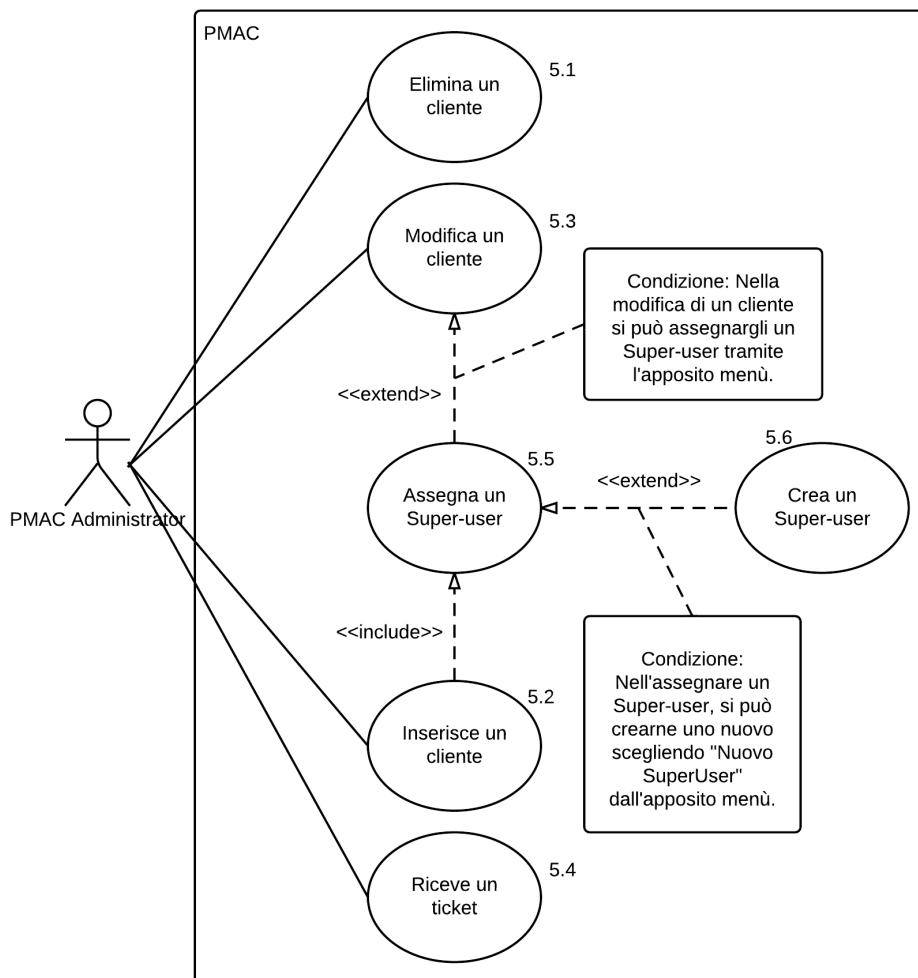 PMAC
Elimina un
cliente
5.1
Modifica un
cliente
5.3
Condizione: Nella
modifica di un cliente
si può assegnargli un
Super-user tramite
l'apposito menù.
<<extend>>
PMAC Administrator
Assegna un
Super-user
5.5
<<extend>>
5.6
Crea un
Super-user
<<include>>
Condizione:
Nell'assegnare un
Super-user, si può
crearne uno nuovo
scegliendo "Nuovo
SuperUser"
dall'apposito menù.
Inserisce un
cliente
5.2
Riceve un
ticket
5.4